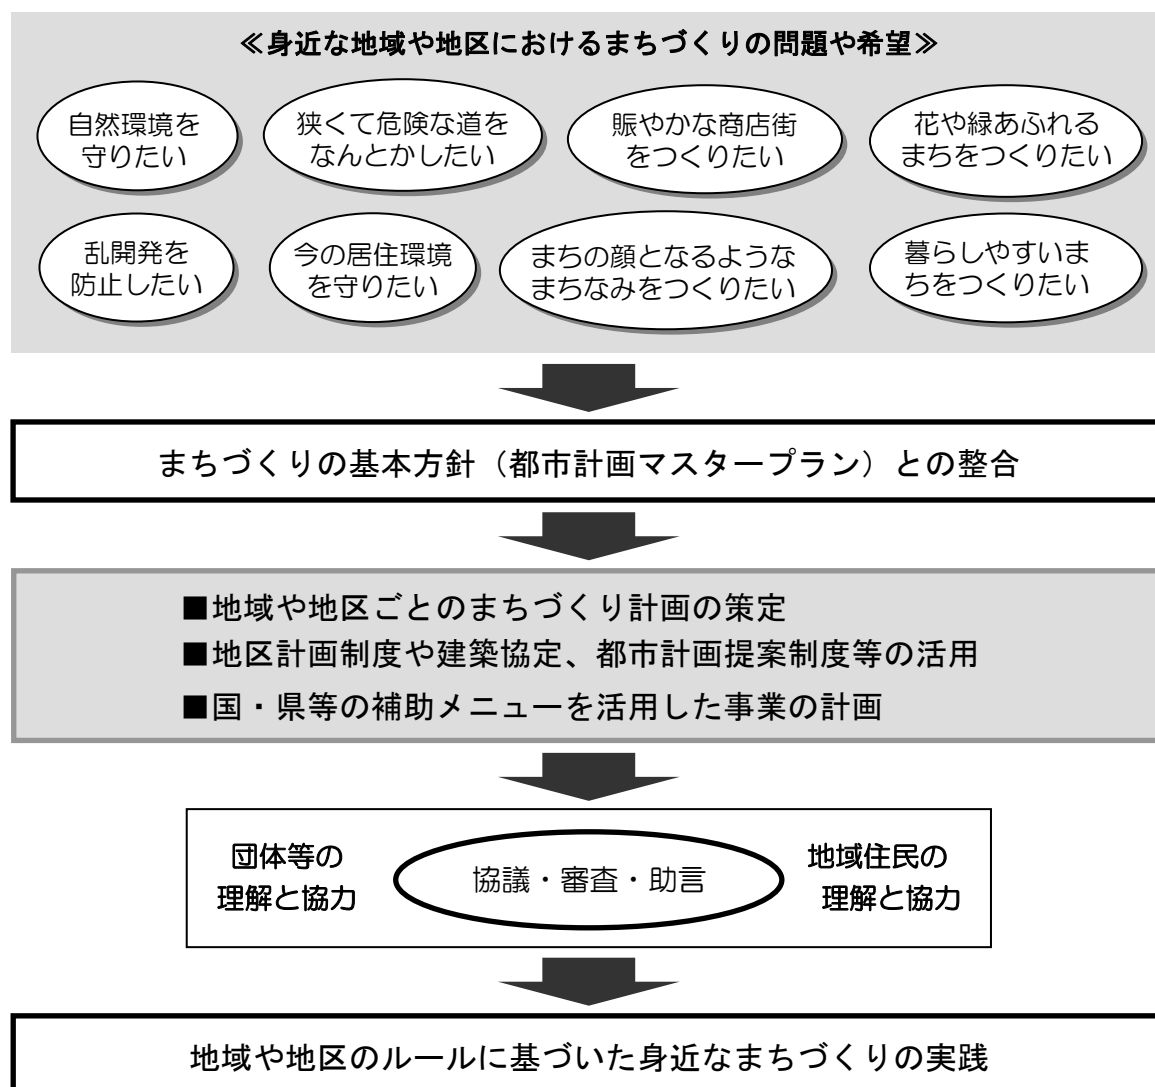 ≪身近な地域や地区におけるまちづくりの問題や希望≫
自然環境を
守りたい
狭くて危険な道を
なんとかしたい
賑やかな商店街
をつくりたい
花や緑あふれる
まちをつくりたい
乱開発を
防止したい
今の居住環境
を守りたい
まちの顔となるような
まちなみをつくりたい
暮らしやすいま
ちをつくりたい
まちづくりの基本方針（都市計画マスタープラン）との整合
■地域や地区ごとのまちづくり計画の策定
■地区計画制度や建築協定、都市計画提案制度等の活用
■国・県等の補助メニューを活用した事業の計画
団体等の
理解と協力
協議・審査・助言
地域住民の
理解と協力
地域や地区のルールに基づいた身近なまちづくりの実践